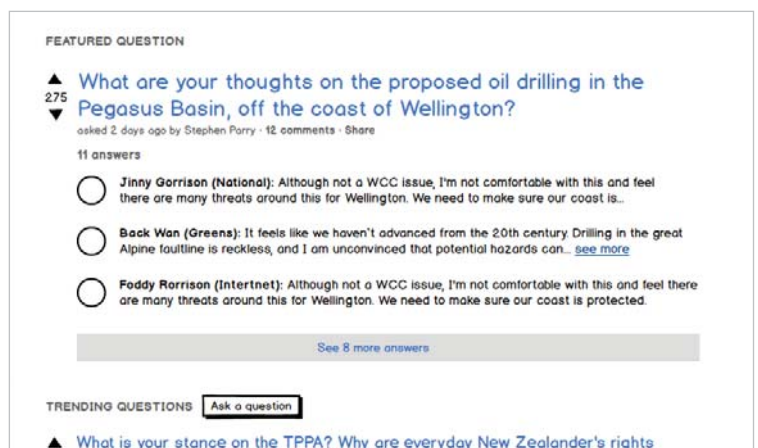 FEATURED QUESTION
What are your thoughts on the proposed oil drilling in the
275
Pegasus Basin, off the coast of Wellington?
asked 2 days ago by Stephen Parry · 12 comments · Share
11 answers
Jinny Gorrison (National): Although not a WCC issue, I'm not comfortable with this and feel
there are many threats around this for Wellington. We need to make sure our coast is...
Back Wan (Greens): It feels like we haven't advanced from the 20th century. Drilling in the great
Alpine faultline is reckless, and I am unconvinced that potential hazards can... see more
Foddy Rorrison (Intertnet): Although not a WCC issue, I'm not comfortable with this and feel there
are many threats around this for Wellington. We need to make sure our coast is protected.
See 8 more answers
TRENDING QUESTIONS Ask a question
What is your stance on the TPPA? Why are everyday New Zealander's rights